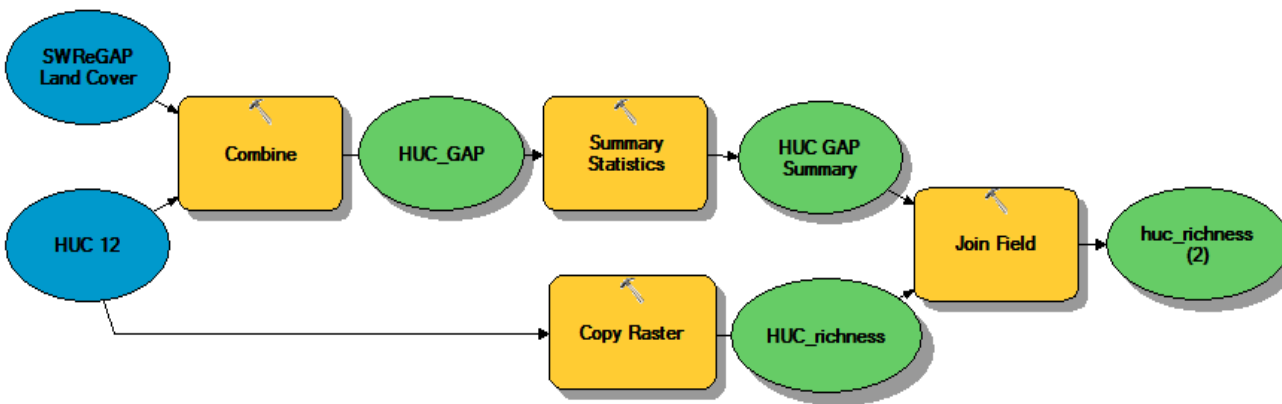 SWReGAP
Land Cover
Combine
HUC_GAP
Summary
Statistics
HUC GAP
Summary
HUC 12
Join Field
huc_richness
(2)
Copy Raster
HUC_richness